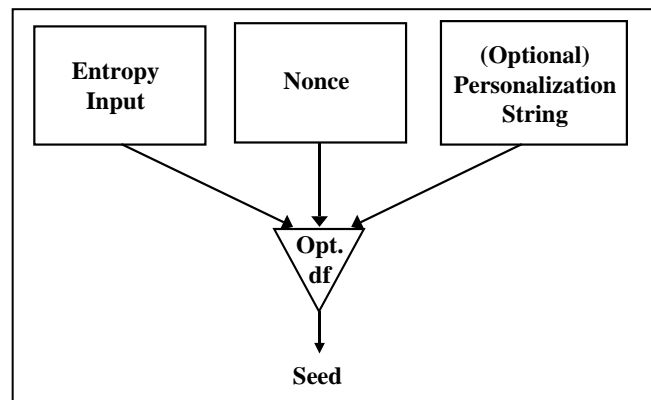 Entropy
Input
Nonce
(Optional)
Personalization
String
Opt.
df
Seed